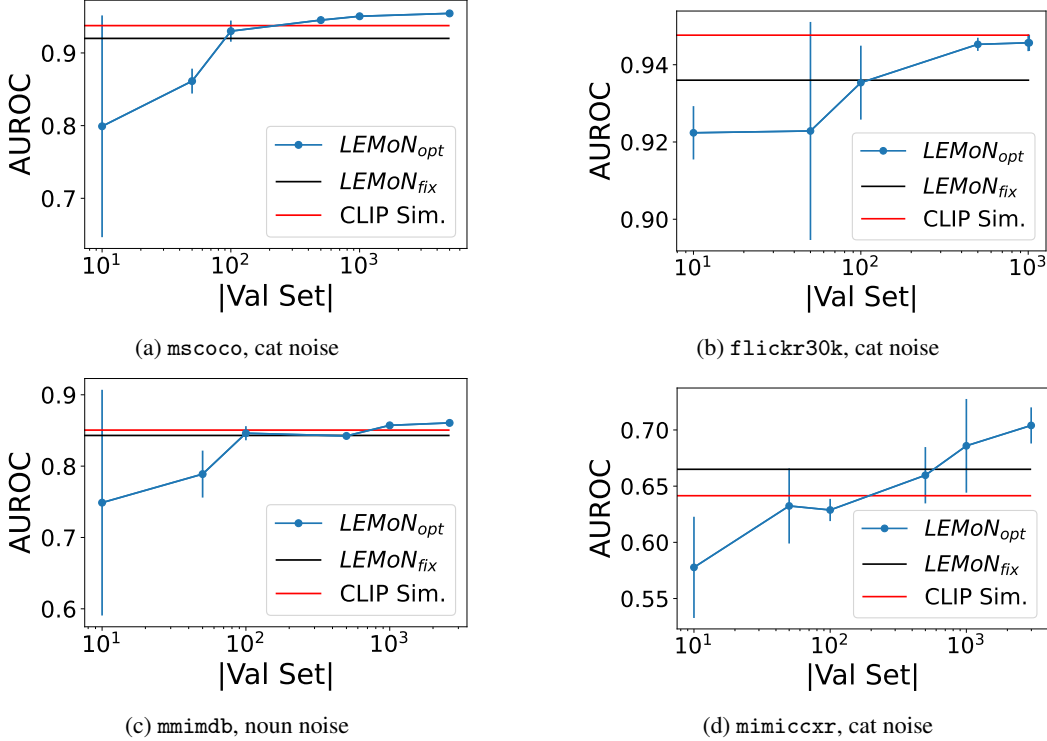 AUROC
0.9
0.8
0.7
LEMoN_opt
LEMoN_fix
CLIP Sim.
10^1
10^2
10^3
|Val Set|
(a) mscoco, cat noise
AUROC
0.94
0.92
0.90
LEMoN_opt
LEMoN_fix
CLIP Sim.
10^1
10^2
10^3
|Val Set|
(b) flickr30k, cat noise
AUROC
0.9
0.8
0.7
0.6
LEMoN_opt
LEMoN_fix
CLIP Sim.
10^1
10^2
10^3
|Val Set|
(c) mmimdb, noun noise
AUROC
0.70
0.65
0.60
0.55
LEMoN_opt
LEMoN_fix
CLIP Sim.
10^1
10^2
10^3
|Val Set|
(d) mimiccxr, cat noise